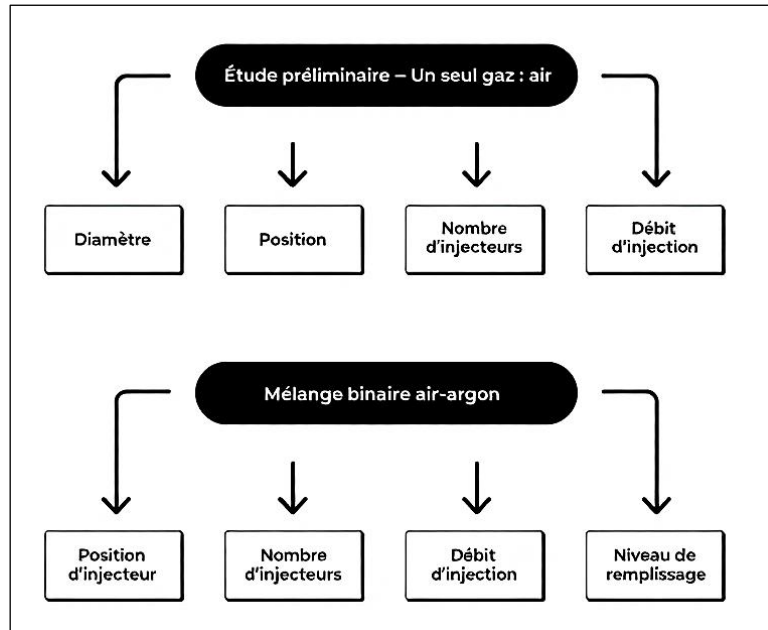 Étude préliminaire – Un seul gaz : air
Diamètre
Position
Nombre
d'injecteurs
Débit
d'injection
Mélange binaire air-argon
Position
d'injecteur
Nombre
d'injecteurs
Débit
d'injection
Niveau de
remplissage